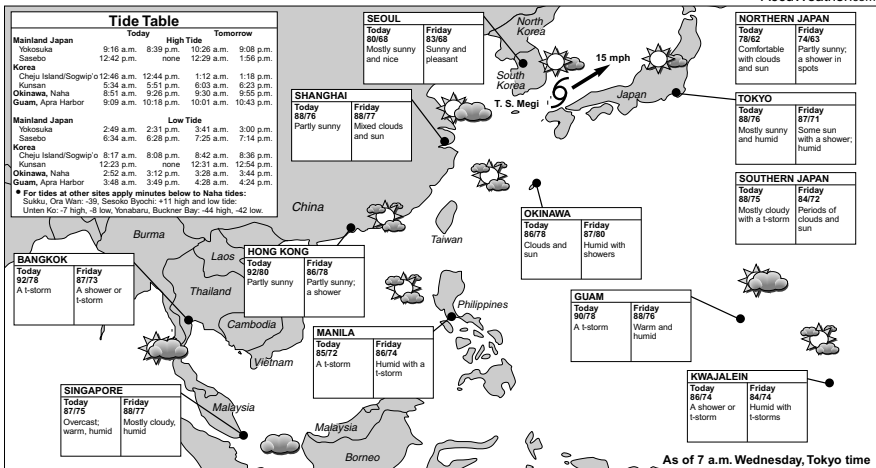 Tide Table
Today Tomorrow
Mainland Japan High Tide
Yokosuka 9:16 a.m. 8:39 p.m. 10:26 a.m. 9:08 p.m.
Sasebo 12:42 p.m. none 12:29 a.m. 1:56 p.m.
Korea
Cheju Island/Sogwip'o 12:46 a.m. 12:44 p.m. 1:12 a.m. 1:18 p.m.
Kunsan 5:34 a.m. 5:51 p.m. 6:03 a.m. 6:23 p.m.
Okinawa, Naha 8:51 a.m. 9:26 p.m. 9:30 a.m. 9:55 p.m.
Guam, Apra Harbor 9:09 a.m. 10:18 p.m. 10:01 a.m. 10:43 p.m.
Mainland Japan Low Tide
Yokosuka 2:49 a.m. 2:31 p.m. 3:41 a.m. 3:00 p.m.
Sasebo 6:34 a.m. 6:28 p.m. 7:25 a.m. 7:14 p.m.
Korea
Cheju Island/Sogwip'o 8:17 a.m. 8:08 p.m. 8:42 a.m. 8:36 p.m.
Kunsan 12:23 p.m. none 12:31 a.m. 12:54 p.m.
Okinawa, Naha 2:52 a.m. 3:12 p.m. 3:28 a.m. 3:44 p.m.
Guam, Apra Harbor 3:48 a.m. 3:49 p.m. 4:28 a.m. 4:24 p.m.
• For tides at other sites apply minutes below to Naha tides:
Sukku, Ora Wan: -39, Sesoko Byochi: +11 high and low tide:
Unten Ko: -7 high, -8 low, Yonabaru, Buckner Bay: -44 high, -42 low.
SEOUL
Today Friday
80/68 83/68
Mostly sunny Sunny and
and nice pleasant
North
Korea
South
Korea
15 mph
T. S. Megi
Japan
NORTHERN JAPAN
Today Friday
78/62 74/63
Comfortable Partly sunny;
with clouds a shower in
and sun spots
SHANGHAI
Today Friday
88/76 88/77
Partly sunny Mixed clouds
and sun
TOKYO
Today Friday
88/76 87/71
Mostly sunny Some sun
and humid with a shower;
humid
SOUTHERN JAPAN
Today Friday
88/75 84/72
Mostly cloudy Periods of
with a t-storm clouds and
sun
China
Taiwan
OKINAWA
Today Friday
86/78 87/80
Clouds and Humid with
sun showers
Burma
Laos
Thailand
Cambodia
Vietnam
HONG KONG
Today Friday
92/80 86/78
Partly sunny Partly sunny;
a shower
BANGKOK
Today Friday
92/78 87/73
A t-storm A shower or
t-storm
Philippines
GUAM
Today Friday
90/78 88/76
A t-storm Warm and
humid
MANILA
Today Friday
85/72 86/74
A t-storm Humid with a
t-storm
KWAJALEIN
Today Friday
86/74 84/74
A shower or Humid with
t-storm t-storms
SINGAPORE
Today Friday
87/75 88/77
Overcast; Mostly cloudy,
warm, humid humid
Malaysia
Malaysia
Borneo
As of 7 a.m. Wednesday, Tokyo time